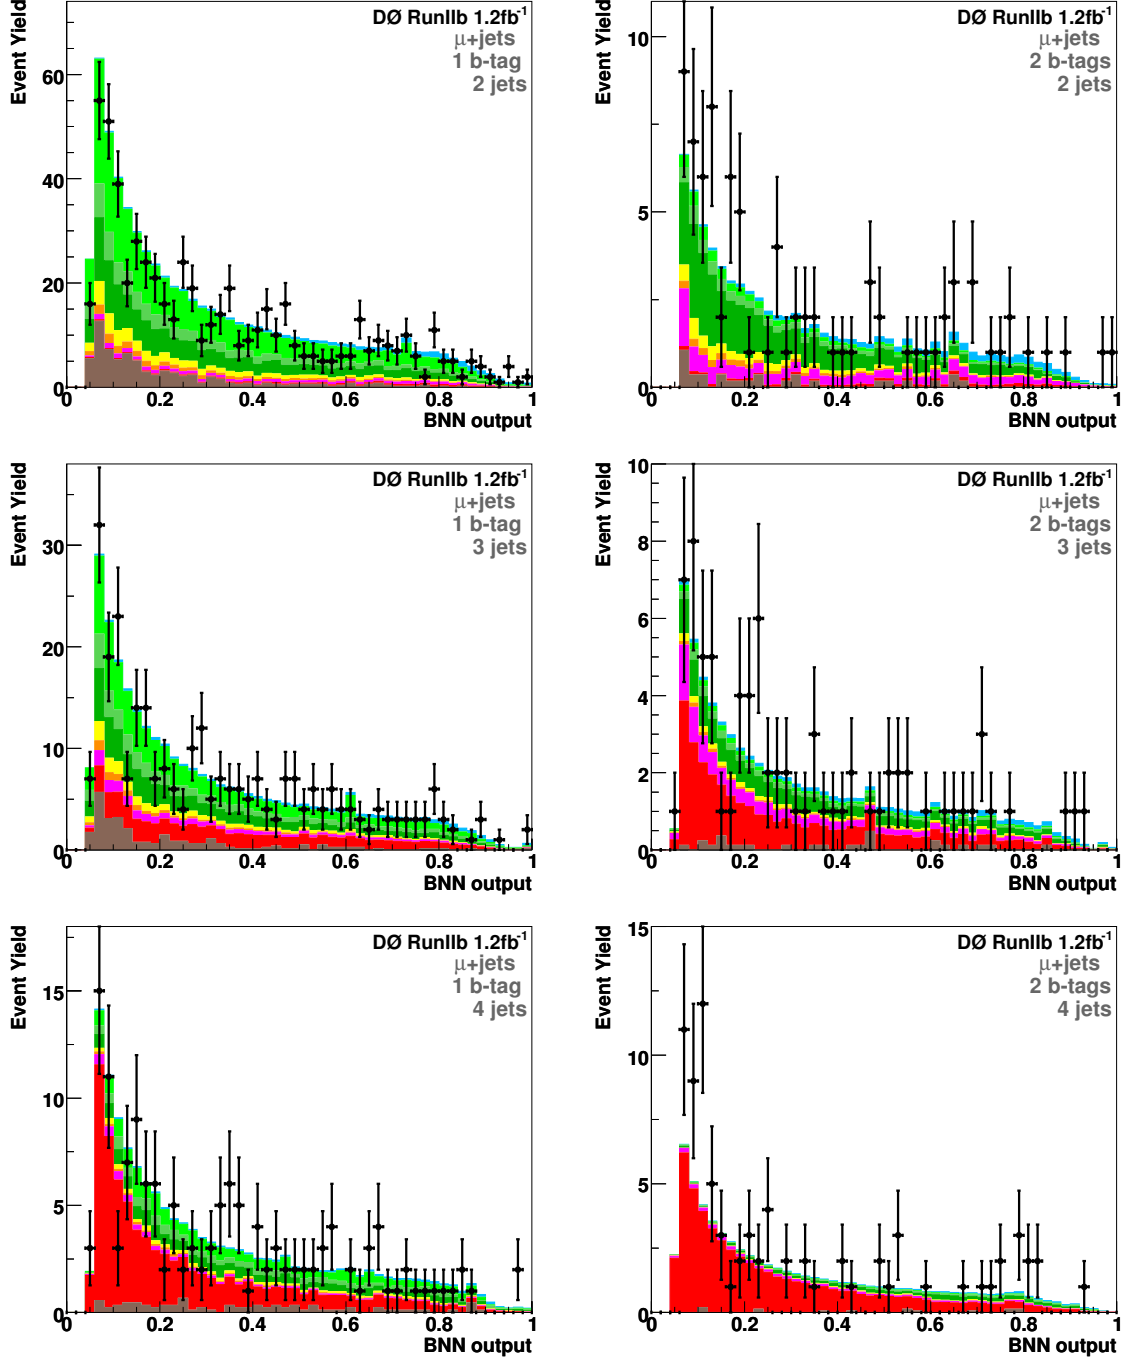 Event Yield
DØ RunIIb 1.2fb⁻¹
μ+jets
1 b-tag
2 jets
60
40
20
0
0 0.2 0.4 0.6 0.8 1
BNN output
Event Yield
DØ RunIIb 1.2fb⁻¹
μ+jets
2 b-tags
2 jets
10
5
0
0 0.2 0.4 0.6 0.8 1
BNN output
Event Yield
DØ RunIIb 1.2fb⁻¹
μ+jets
1 b-tag
3 jets
30
20
10
0
0 0.2 0.4 0.6 0.8 1
BNN output
Event Yield
DØ RunIIb 1.2fb⁻¹
μ+jets
2 b-tags
3 jets
10
8
6
4
2
0
0 0.2 0.4 0.6 0.8 1
BNN output
Event Yield
DØ RunIIb 1.2fb⁻¹
μ+jets
1 b-tag
4 jets
15
10
5
0
0 0.2 0.4 0.6 0.8 1
BNN output
Event Yield
DØ RunIIb 1.2fb⁻¹
μ+jets
2 b-tags
4 jets
15
10
5
0
0 0.2 0.4 0.6 0.8 1
BNN output